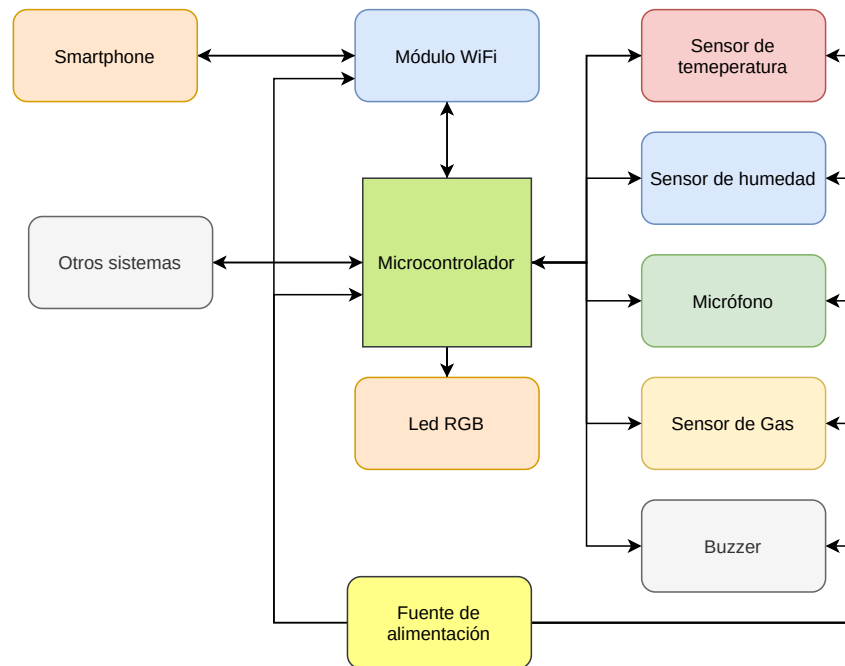 Smartphone
Módulo WiFi
Sensor de
temeperatura
Sensor de humedad
Otros sistemas
Microcontrolador
Micrófono
Led RGB
Sensor de Gas
Buzzer
Fuente de
alimentación